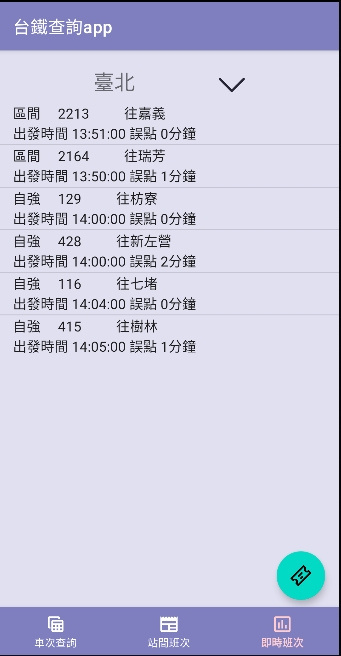 台鐵查詢app
臺北
區間 2213 往嘉義
出發時間 13:51:00 誤點 0分鐘
區間 2164 往瑞芳
出發時間 13:50:00 誤點 1分鐘
自強 129 往枋寮
出發時間 14:00:00 誤點 0分鐘
自強 428 往新左營
出發時間 14:00:00 誤點 2分鐘
自強 116 往七堵
出發時間 14:04:00 誤點 0分鐘
自強 415 往樹林
出發時間 14:05:00 誤點 1分鐘
車次查詢 站間班次 即時班次